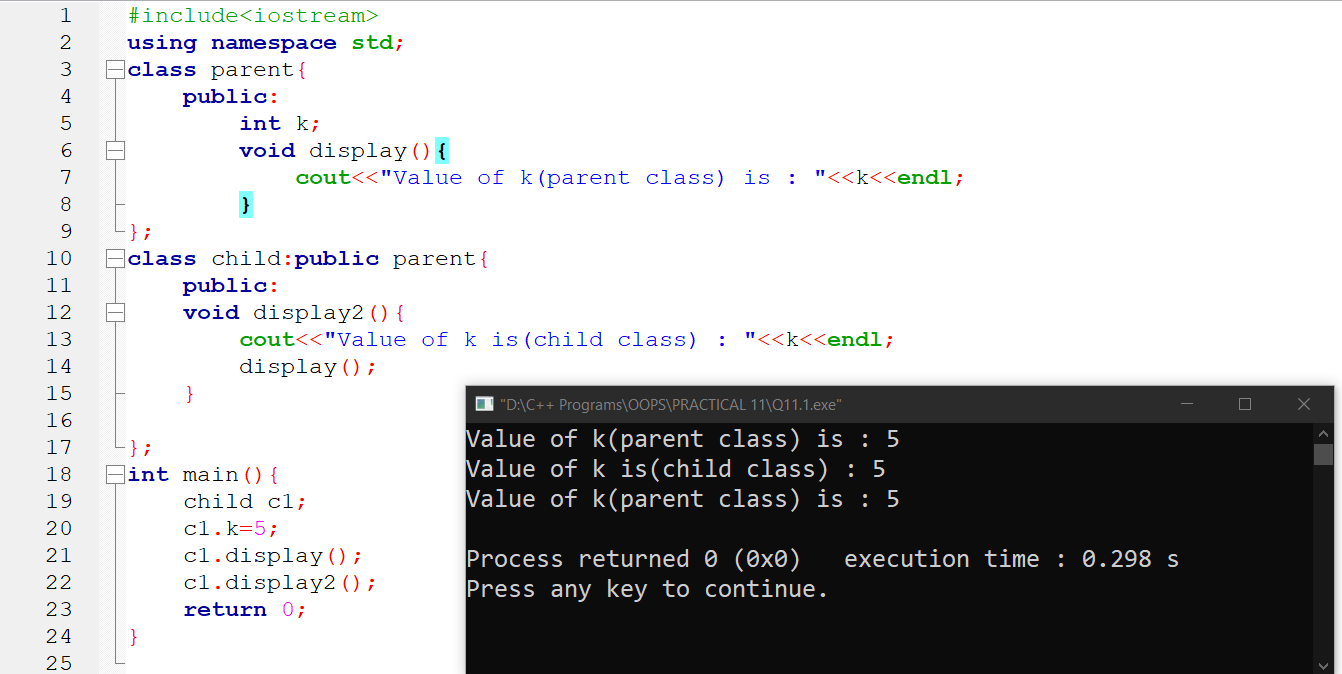 1 #include<iostream>
2 using namespace std;
3 class parent{
4 public:
5 int k;
6 void display(){
7 cout<<"Value of k(parent class) is : "<<k<<endl;
8 }
9 };
10 class child:public parent{
11 public:
12 void display2(){
13 cout<<"Value of k is(child class) : "<<k<<endl;
14 display();
15 }
16
17 };
18 int main(){
19 child c1;
20 c1.k=5;
21 c1.display();
22 c1.display2();
23 return 0;
24 }
25
"D:\C++ Programs\OOPS\PRACTICAL 11\Q11.1.exe"
Value of k(parent class) is : 5
Value of k is(child class) : 5
Value of k(parent class) is : 5
Process returned 0 (0x0)   execution time : 0.298 s
Press any key to continue.